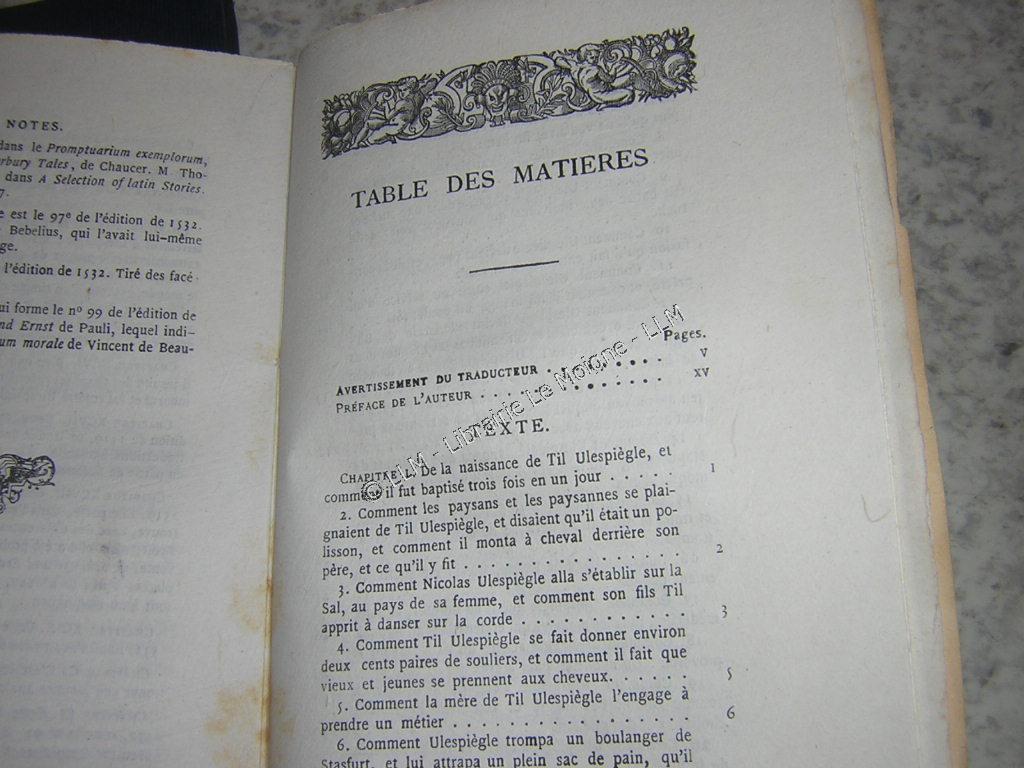 NOTES.
dans le Promptuarium exemplorum,
rbury Tales, de Chaucer. M. Tho-
dans A Selection of latin Stories.
7.
e est le 97e de l'édition de 1532.
Bebelius, qui l'avait lui-même
ge.
l'édition de 1532. Tiré des facé-
ui forme le no 99 de l'édition de
nd Ernst de Pauli, lequel indi-
um morale de Vincent de Beau-
TABLE DES MATIERES
Pages.
AVERTISSEMENT DU TRADUCTEUR . . . . . . . . V
PRÉFACE DE L'AUTEUR . . . . . . . . . . . . XV
TEXTE.
CHAPITRE I. De la naissance de Til Ulespiègle, et
comme il fut baptisé trois fois en un jour . . . . 1
2. Comment les paysans et les paysannes se plai-
gnaient de Til Ulespiègle, et disaient qu'il était un po-
lisson, et comment il monta à cheval derrière son
père, et ce qu'il y fit . . . . . . . . . . . . 2
3. Comment Nicolas Ulespiègle alla s'établir sur la
Sal, au pays de sa femme, et comment son fils Til
apprit à danser sur la corde . . . . . . . . . . 3
4. Comment Til Ulespiègle se fait donner environ
deux cents paires de souliers, et comment il fait que
vieux et jeunes se prennent aux cheveux. . . . . . 5
5. Comment la mère de Til Ulespiègle l'engage à
prendre un métier . . . . . . . . . . . . . . . 6
6. Comment Ulespiègle trompa un boulanger de
Stasfurt, et lui attrapa un plein sac de pain, qu'il
© LLM - Librairie Le Moigne - LLM